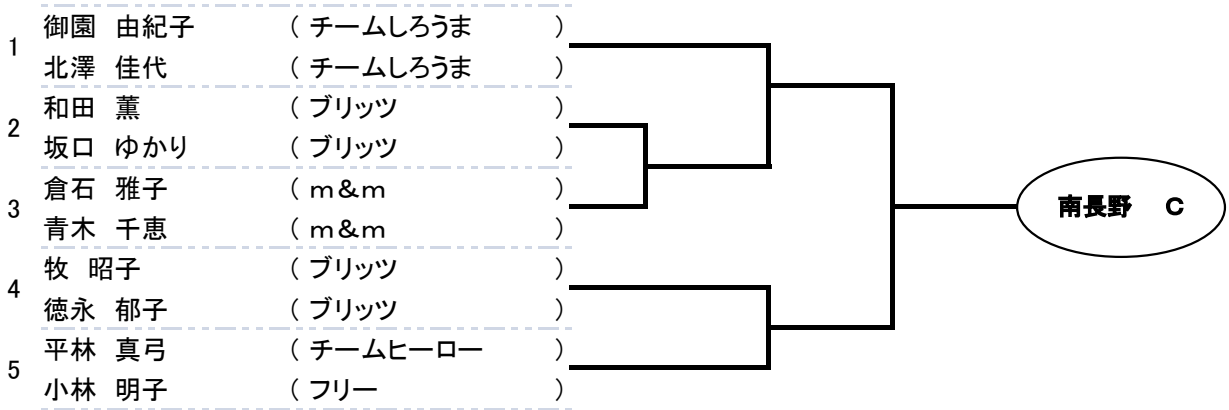 1
御園　由紀子　（ チームしろうま ）
北澤　佳代　（ チームしろうま ）
2
和田　薫　（ ブリッツ ）
坂口　ゆかり　（ ブリッツ ）
3
倉石　雅子　（ ｍ＆ｍ ）
青木　千恵　（ ｍ＆ｍ ）
4
牧　昭子　（ ブリッツ ）
徳永　郁子　（ ブリッツ ）
5
平林　真弓　（ チームヒーロー ）
小林　明子　（ フリー ）
南長野　Ｃ